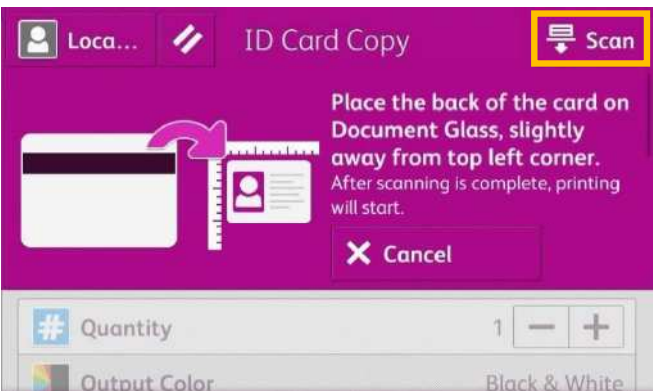 Loca...
ID Card Copy
Scan
Place the back of the card on
Document Glass, slightly
away from top left corner.
After scanning is complete, printing
will start.
Cancel
# Quantity
1
Output Color
Black & White